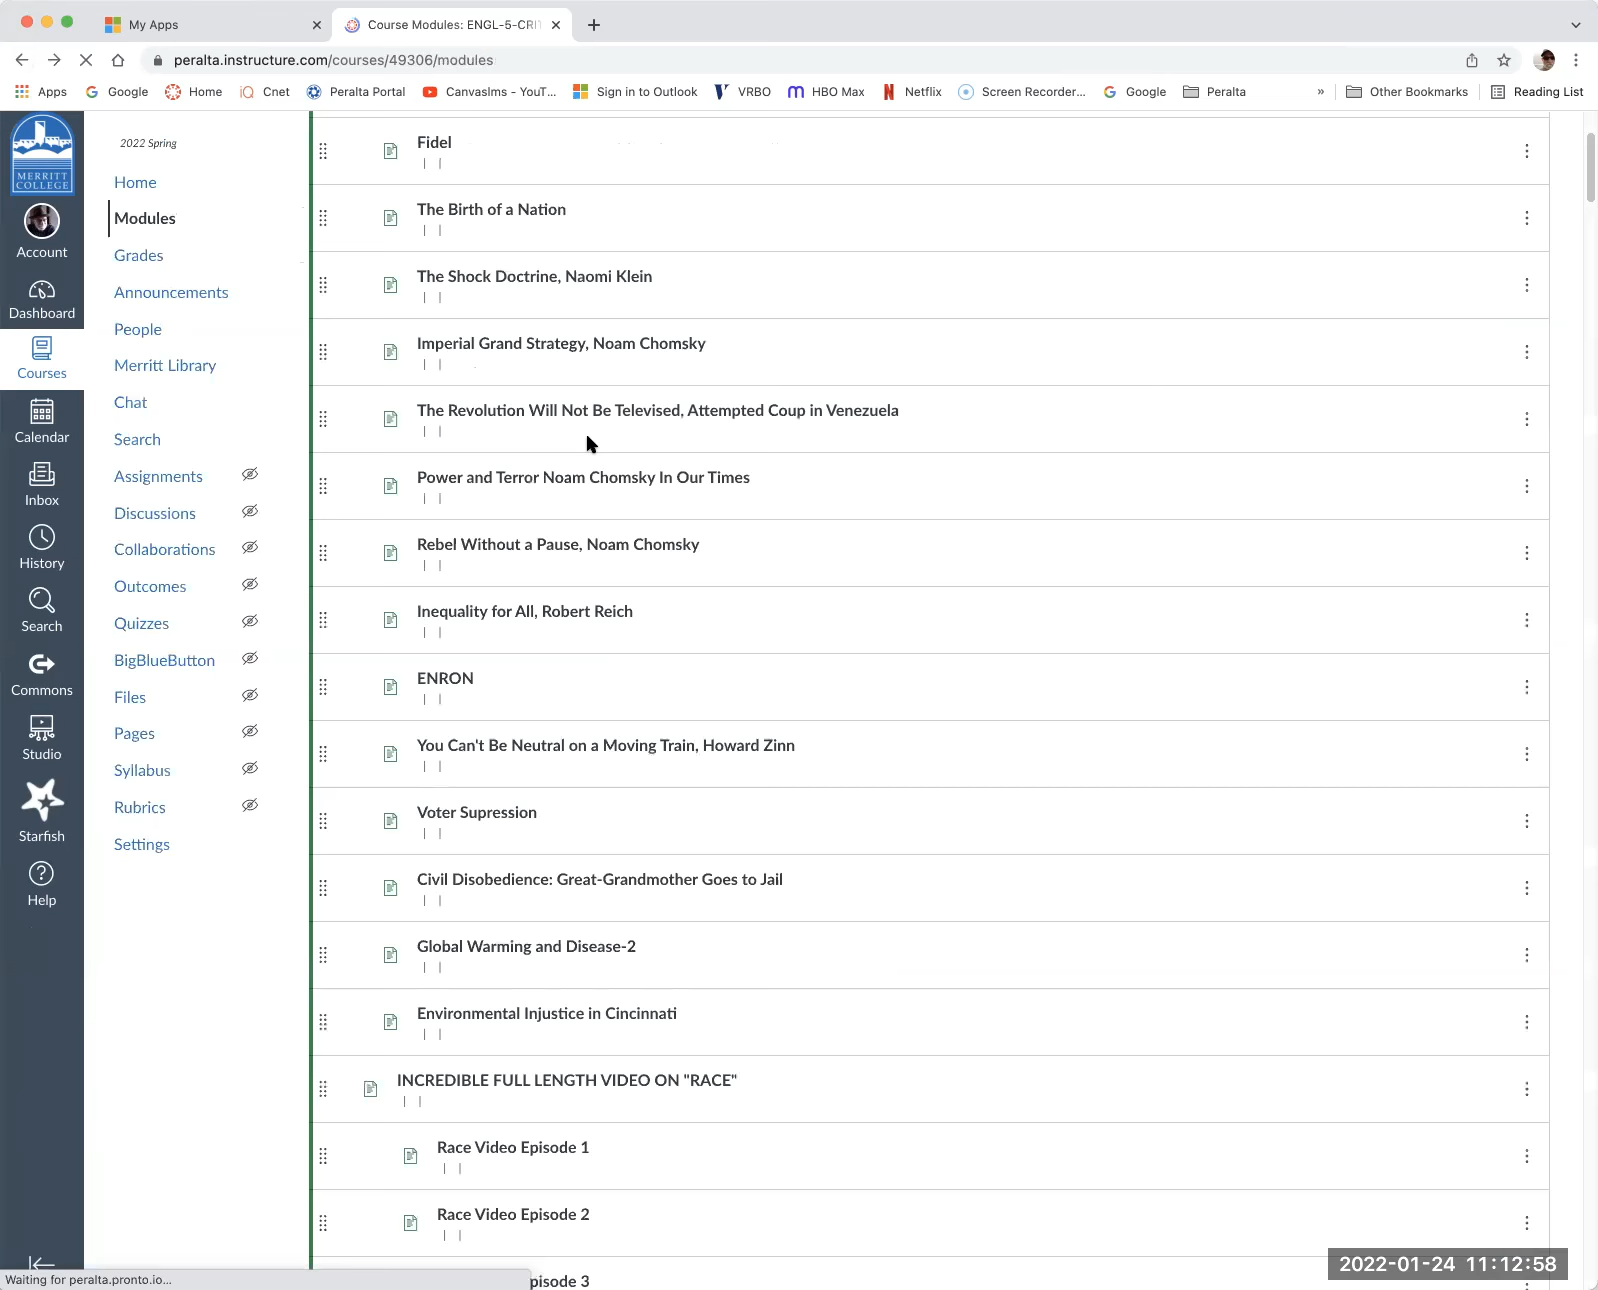 My Apps
Course Modules: ENGL-5-CRIT
peralta.instructure.com/courses/49306/modules
Apps
Google
Home
Cnet
Peralta Portal
Canvaslms - YouT...
Sign in to Outlook
VRBO
HBO Max
Netflix
Screen Recorder...
Google
Peralta
»
Other Bookmarks
Reading List
MERRITT
COLLEGE
Account
Dashboard
Courses
Calendar
Inbox
History
Search
Commons
Studio
Starfish
Help
2022 Spring
Home
Modules
Grades
Announcements
People
Merritt Library
Chat
Search
Assignments
Discussions
Collaborations
Outcomes
Quizzes
BigBlueButton
Files
Pages
Syllabus
Rubrics
Settings
Fidel
The Birth of a Nation
The Shock Doctrine, Naomi Klein
Imperial Grand Strategy, Noam Chomsky
The Revolution Will Not Be Televised, Attempted Coup in Venezuela
Power and Terror Noam Chomsky In Our Times
Rebel Without a Pause, Noam Chomsky
Inequality for All, Robert Reich
ENRON
You Can't Be Neutral on a Moving Train, Howard Zinn
Voter Supression
Civil Disobedience: Great-Grandmother Goes to Jail
Global Warming and Disease-2
Environmental Injustice in Cincinnati
INCREDIBLE FULL LENGTH VIDEO ON "RACE"
Race Video Episode 1
Race Video Episode 2
pisode 3
Waiting for peralta.pronto.io...
2022-01-24 11:12:58